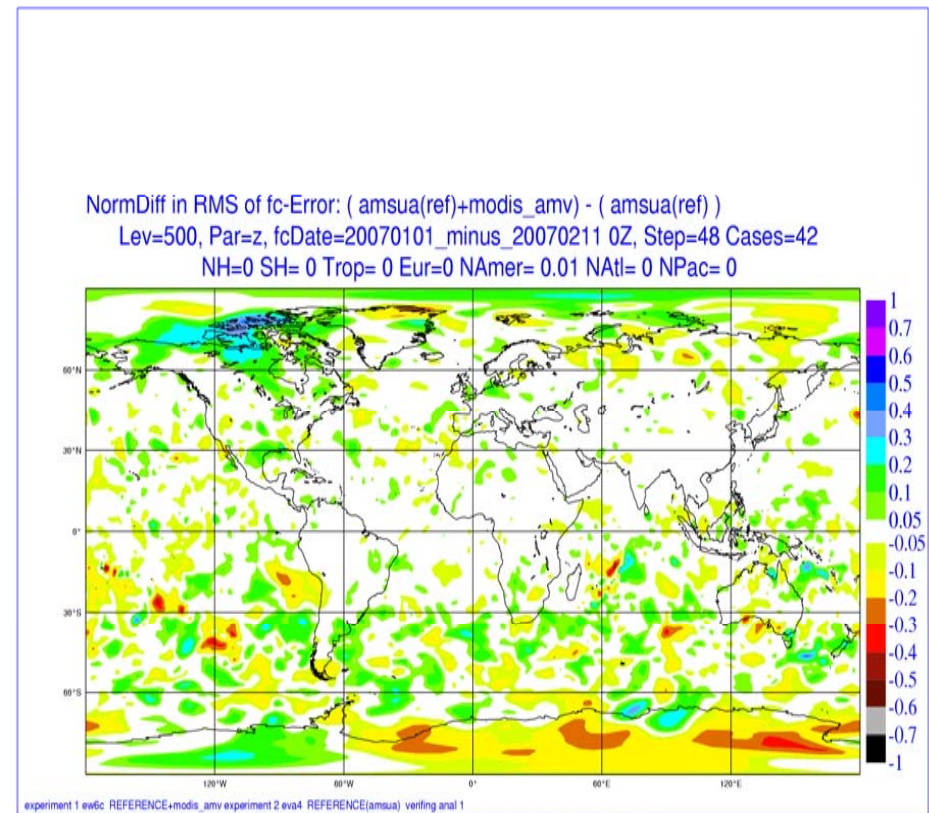 NormDiff in RMS of fc-Error: ( amsua(ref)+modis_amv) - ( amsua(ref) )
Lev=500, Par=z, fcDate=20070101_minus_20070211 0Z, Step=48 Cases=42
NH=0 SH= 0 Trop= 0 Eur=0 NAmer= 0.01 NAtl= 0 NPac= 0
1
0.7
0.6
0.5
0.4
0.3
0.2
0.1
0.05
-0.05
-0.1
-0.2
-0.3
-0.4
-0.5
-0.6
-0.7
-1
60°N
30°N
0°
30°S
60°S
120°W
60°W
0°
60°E
120°E
experiment 1 ew6c REFERENCE+modis_amv experiment 2 eva4 REFERENCE(amsua) verifing anal 1